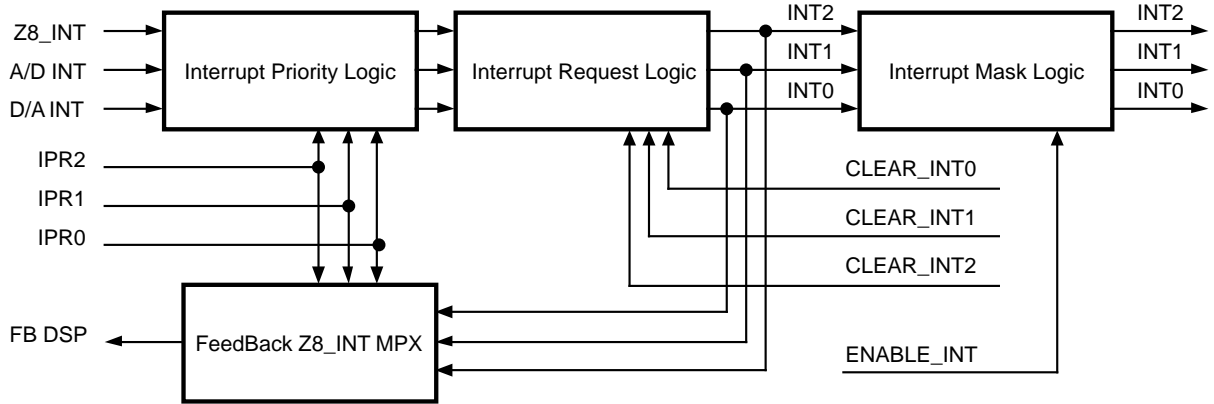 Z8_INT
A/D INT
D/A INT
Interrupt Priority Logic
Interrupt Request Logic
INT2
INT1
INT0
Interrupt Mask Logic
INT2
INT1
INT0
IPR2
IPR1
IPR0
CLEAR_INT0
CLEAR_INT1
CLEAR_INT2
FB DSP
FeedBack Z8_INT MPX
ENABLE_INT